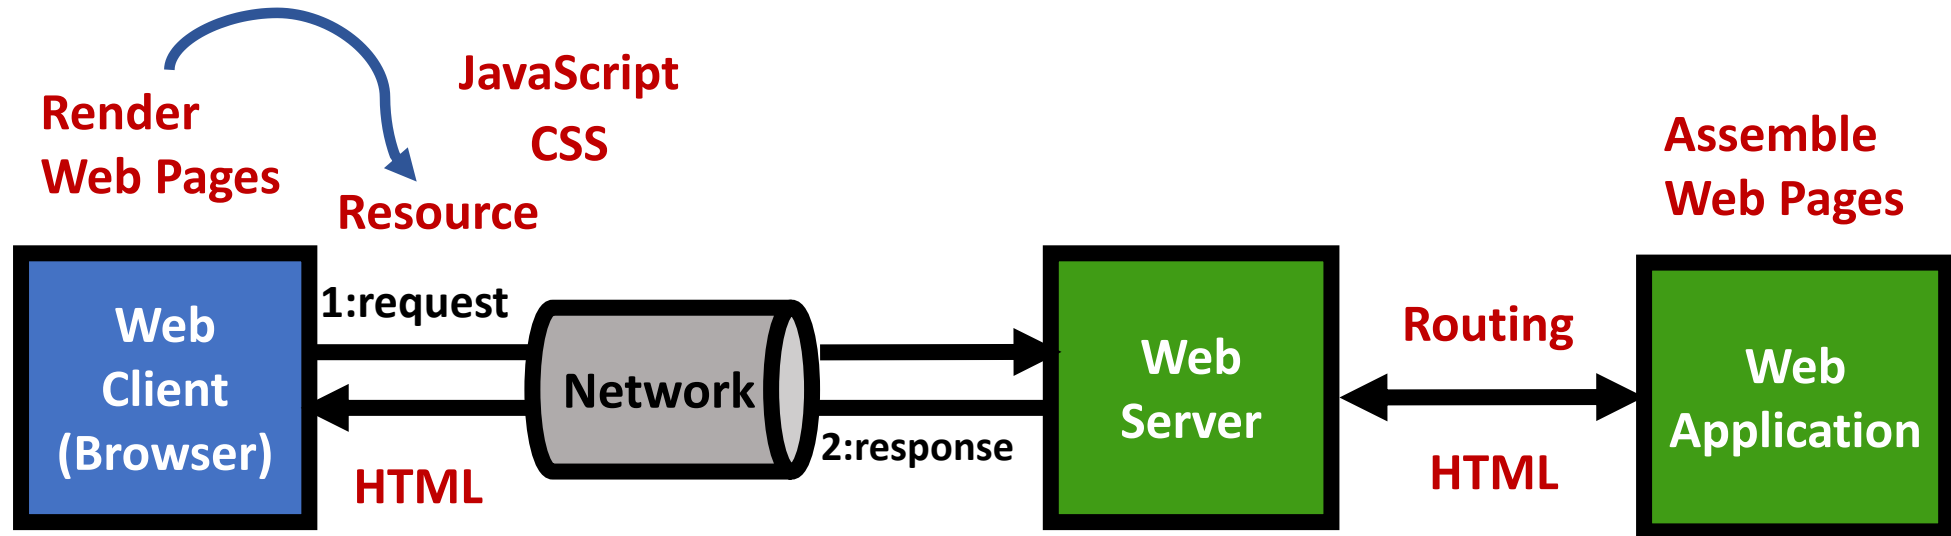 JavaScript
CSS
Render
Web Pages
Resource
Assemble
Web Pages
Web
Client
(Browser)
1:request
HTML
Network
2:response
Web
Server
Routing
HTML
Web
Application